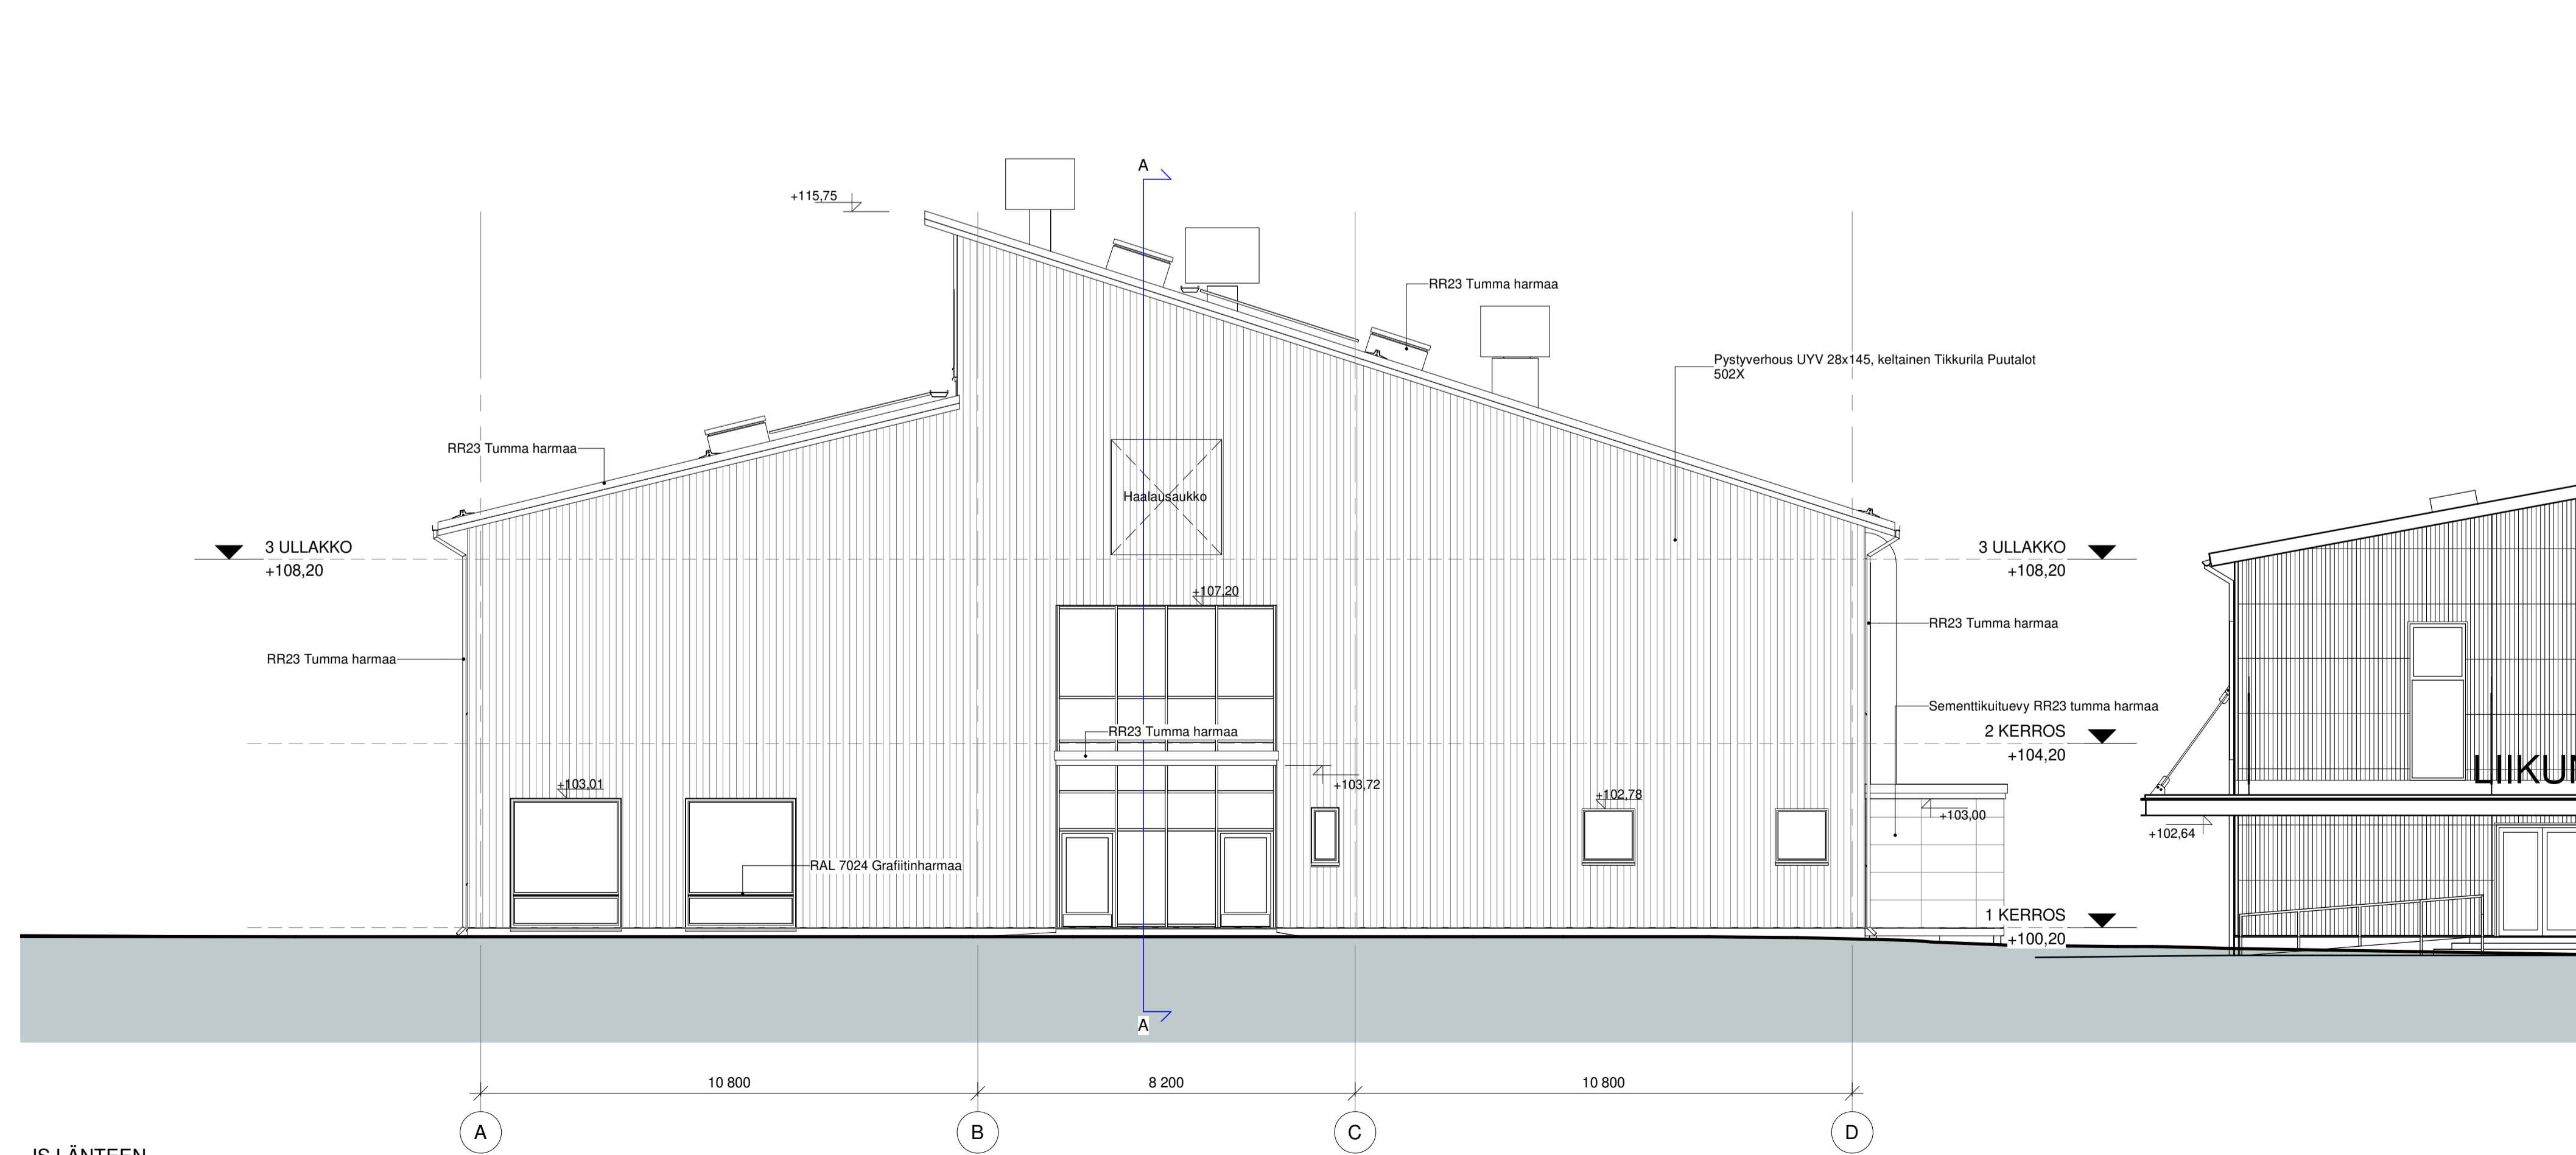 A
+115,75
RR23 Tumma harmaa
Pystyverhous UYV 28x145, keltainen Tikkurila Puutalot
502X
RR23 Tumma harmaa
Haalausaukko
3 ULLAKKO
+108,20
3 ULLAKKO
+108,20
+107,20
RR23 Tumma harmaa
RR23 Tumma harmaa
Sementtikuituevy RR23 tumma harmaa
RR23 Tumma harmaa
2 KERROS
+104,20
LIIKUN
+103,01
+103,72
+102,78
+103,00
+102,64
RAL 7024 Grafiitinharmaa
1 KERROS
+100,20
A
10 800
8 200
10 800
A
B
C
D